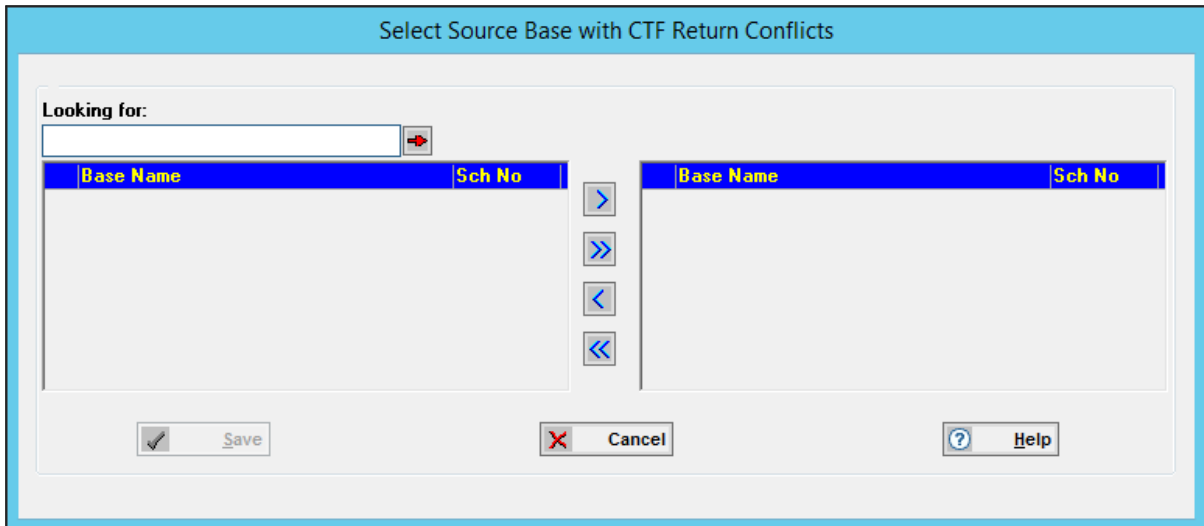 Select Source Base with CTF Return Conflicts
Looking for:
Base Name Sch No
Base Name Sch No
Save Cancel Help